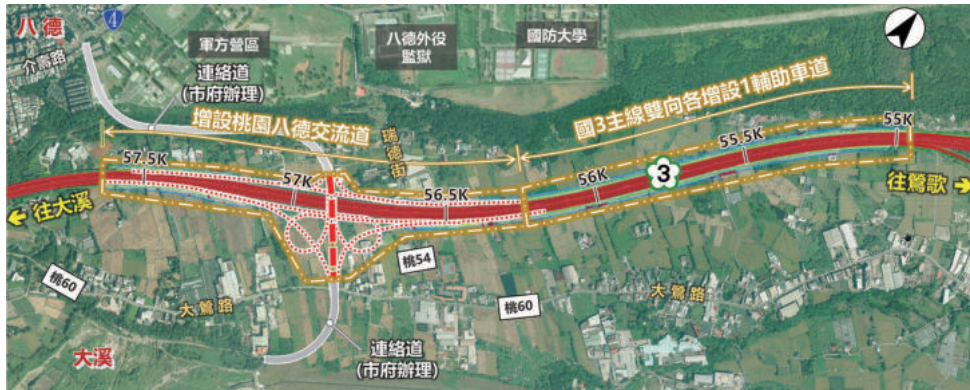 八德
4
介壽路
軍方營區
八德外役
監獄
國防大學
連絡道
(市府辦理)
增設桃園八德交流道
瑞德街
國3主線雙向各增設1輔助車道
57.5K
57K
56.5K
56K
3
55.5K
55K
往大溪
往鶯歌
桃60
大鶯路
桃54
桃60
大鶯路
大溪
連絡道
(市府辦理)